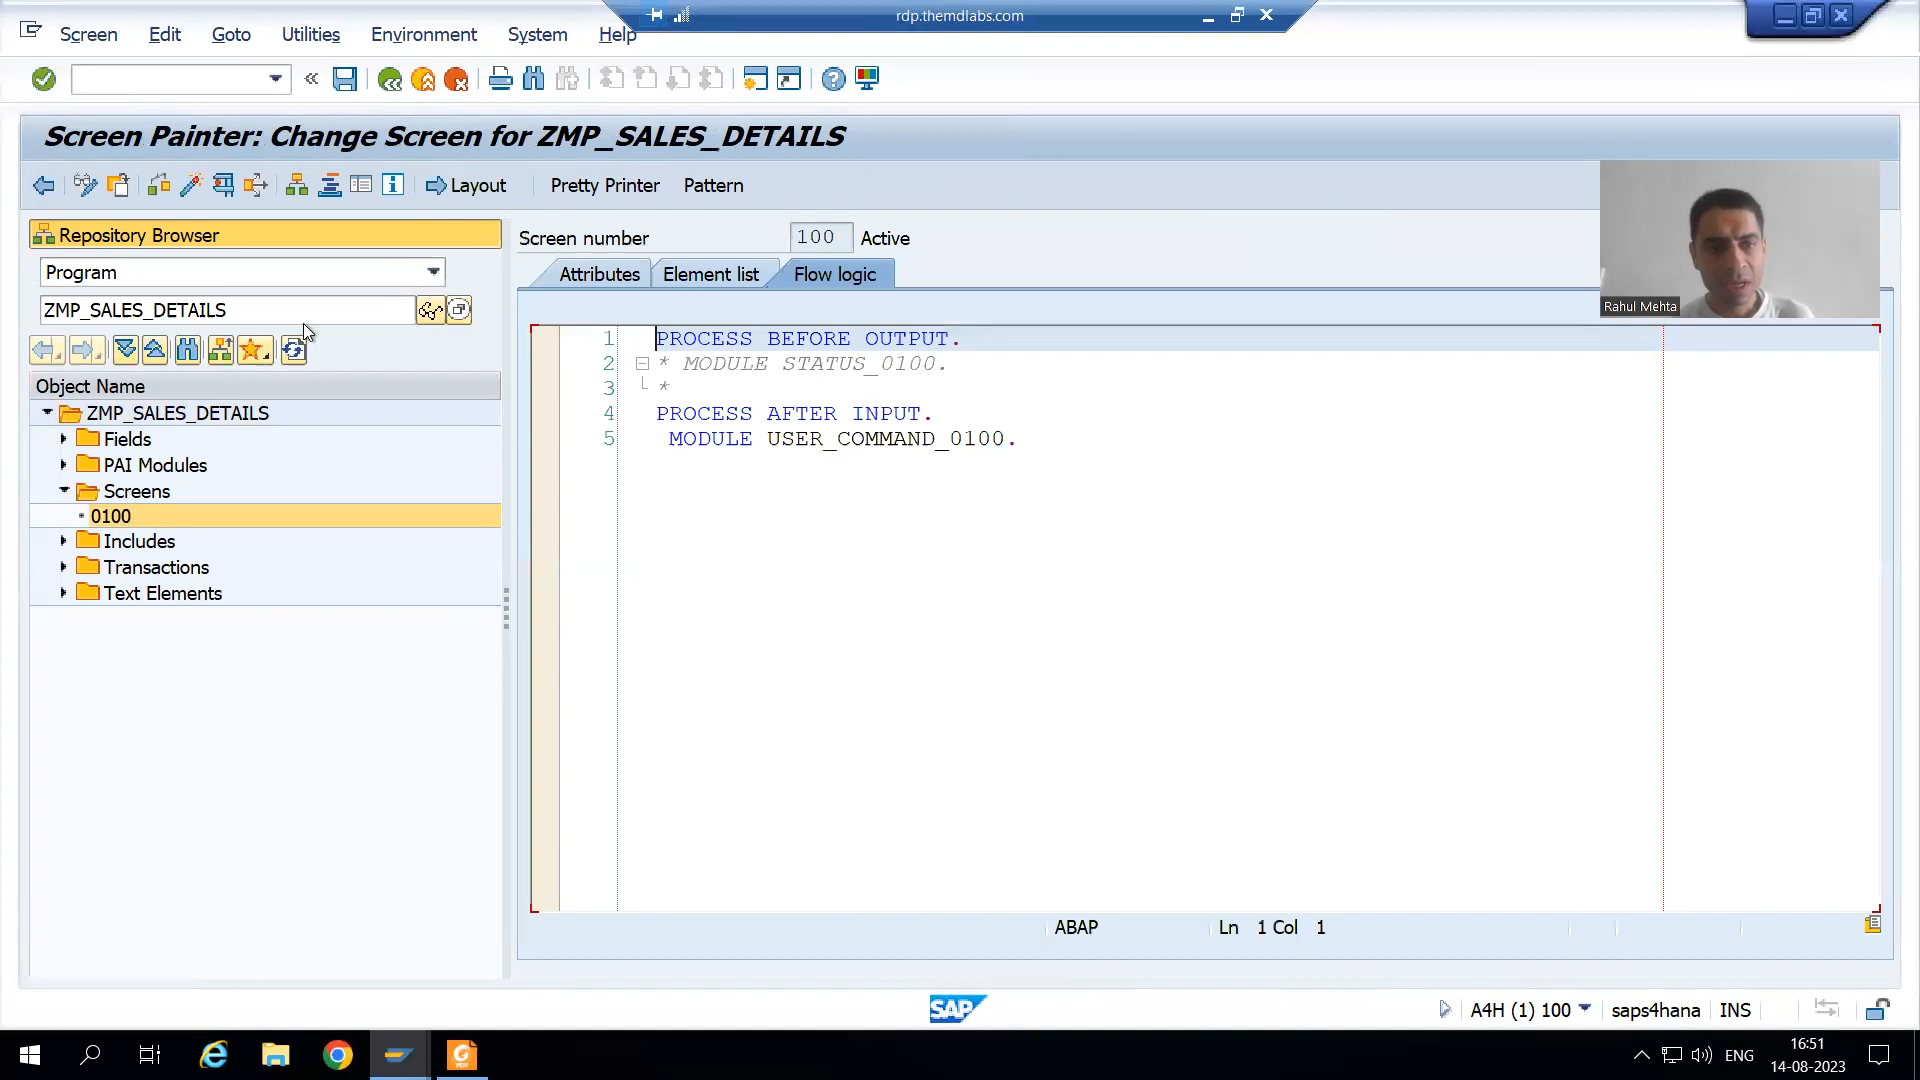 rdp.themdlabs.com
Screen Edit Goto Utilities Environment System Help
Screen Painter: Change Screen for ZMP_SALES_DETAILS
Layout Pretty Printer Pattern
Repository Browser
Program
ZMP_SALES_DETAILS
Object Name
ZMP_SALES_DETAILS
Fields
PAI Modules
Screens
0100
Includes
Transactions
Text Elements
Screen number 100 Active
Attributes Element list Flow logic
1 PROCESS BEFORE OUTPUT.
2 * MODULE STATUS_0100.
3 *
4 PROCESS AFTER INPUT.
5 MODULE USER_COMMAND_0100.
ABAP Ln 1 Col 1
Rahul Mehta
SAP
A4H (1) 100 saps4hana INS
ENG
16:51
14-08-2023